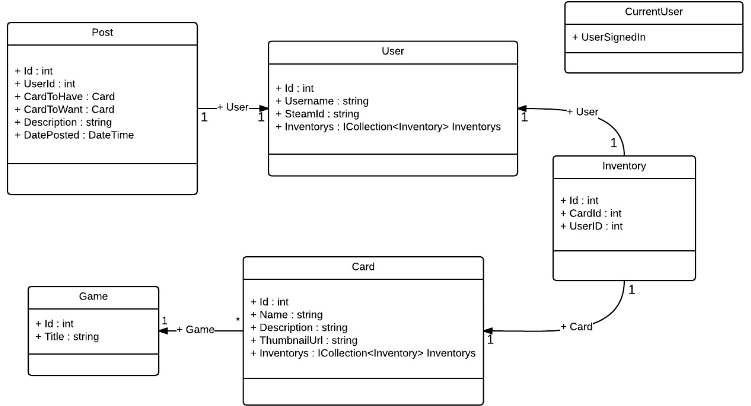 Post
+ Id : int
+ UserId : int
+ CardToHave : Card
+ CardToWant : Card
+ Description : string
+ DatePosted : DateTime
1
+ User
1
User
+ Id : int
+ Username : string
+ SteamId : string
+ Inventorys : ICollection<Inventory> Inventorys
CurrentUser
+ UserSignedIn
1
+ User
1
Inventory
+ Id : int
+ CardId : int
+ UserID : int
1
+ Card
1
Card
+ Id : int
+ Name : string
+ Description : string
+ ThumbnailUrl : string
+ Inventorys : ICollection<Inventory> Inventorys
*
+ Game
1
Game
+ Id : int
+ Title : string